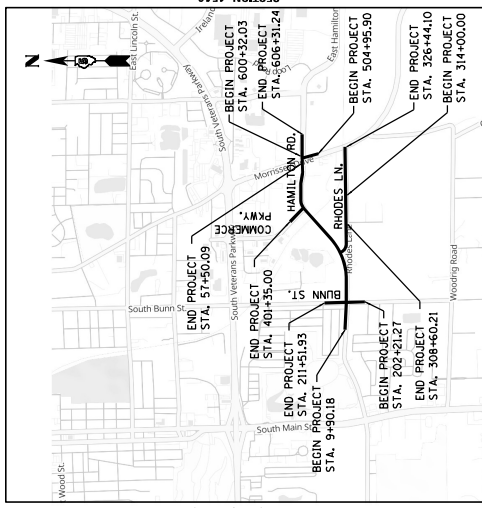 N
East Lincoln St.
South Veterans Parkway
East Hamilton
Loop
BEGIN PROJECT
STA. 600+32.03
END PROJECT
STA. 606+31.24
BEGIN PROJECT
STA. 504+95.90
END PROJECT
STA. 326+44.10
BEGIN PROJECT
STA. 314+00.00
HAMILTON RD.
RHODES LN.
COMMERCE
PKWY.
END PROJECT
STA. 57+50.09
South Bunn St.
South Veterans Parkway
END PROJECT
STA. 401+35.00
BUNN ST.
Rhodes Lane
Woodrig Road
END PROJECT
STA. 211+51.93
BEGIN PROJECT
STA. 202+21.27
END PROJECT
STA. 308+60.21
BEGIN PROJECT
STA. 9+90.18
South Main St.
Wood St.